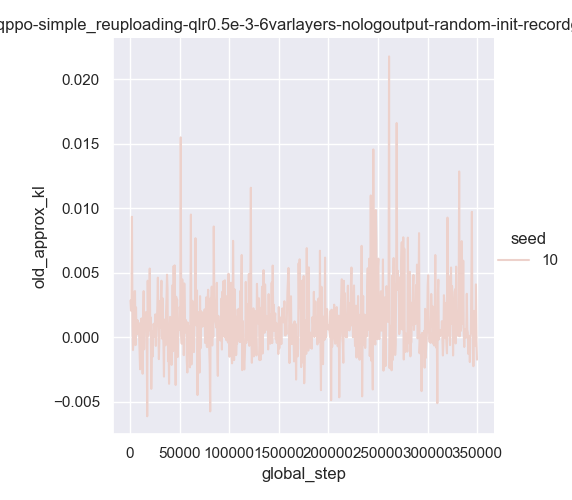 qppo-simple_reuploading-qlr0.5e-3-6varlayers-nologoutput-random-init-recordg
0.020
0.015
0.010
0.005
0.000
−0.005
old_approx_kl
0 50000 100000 150000 200000 250000 300000 350000
global_step
seed
10